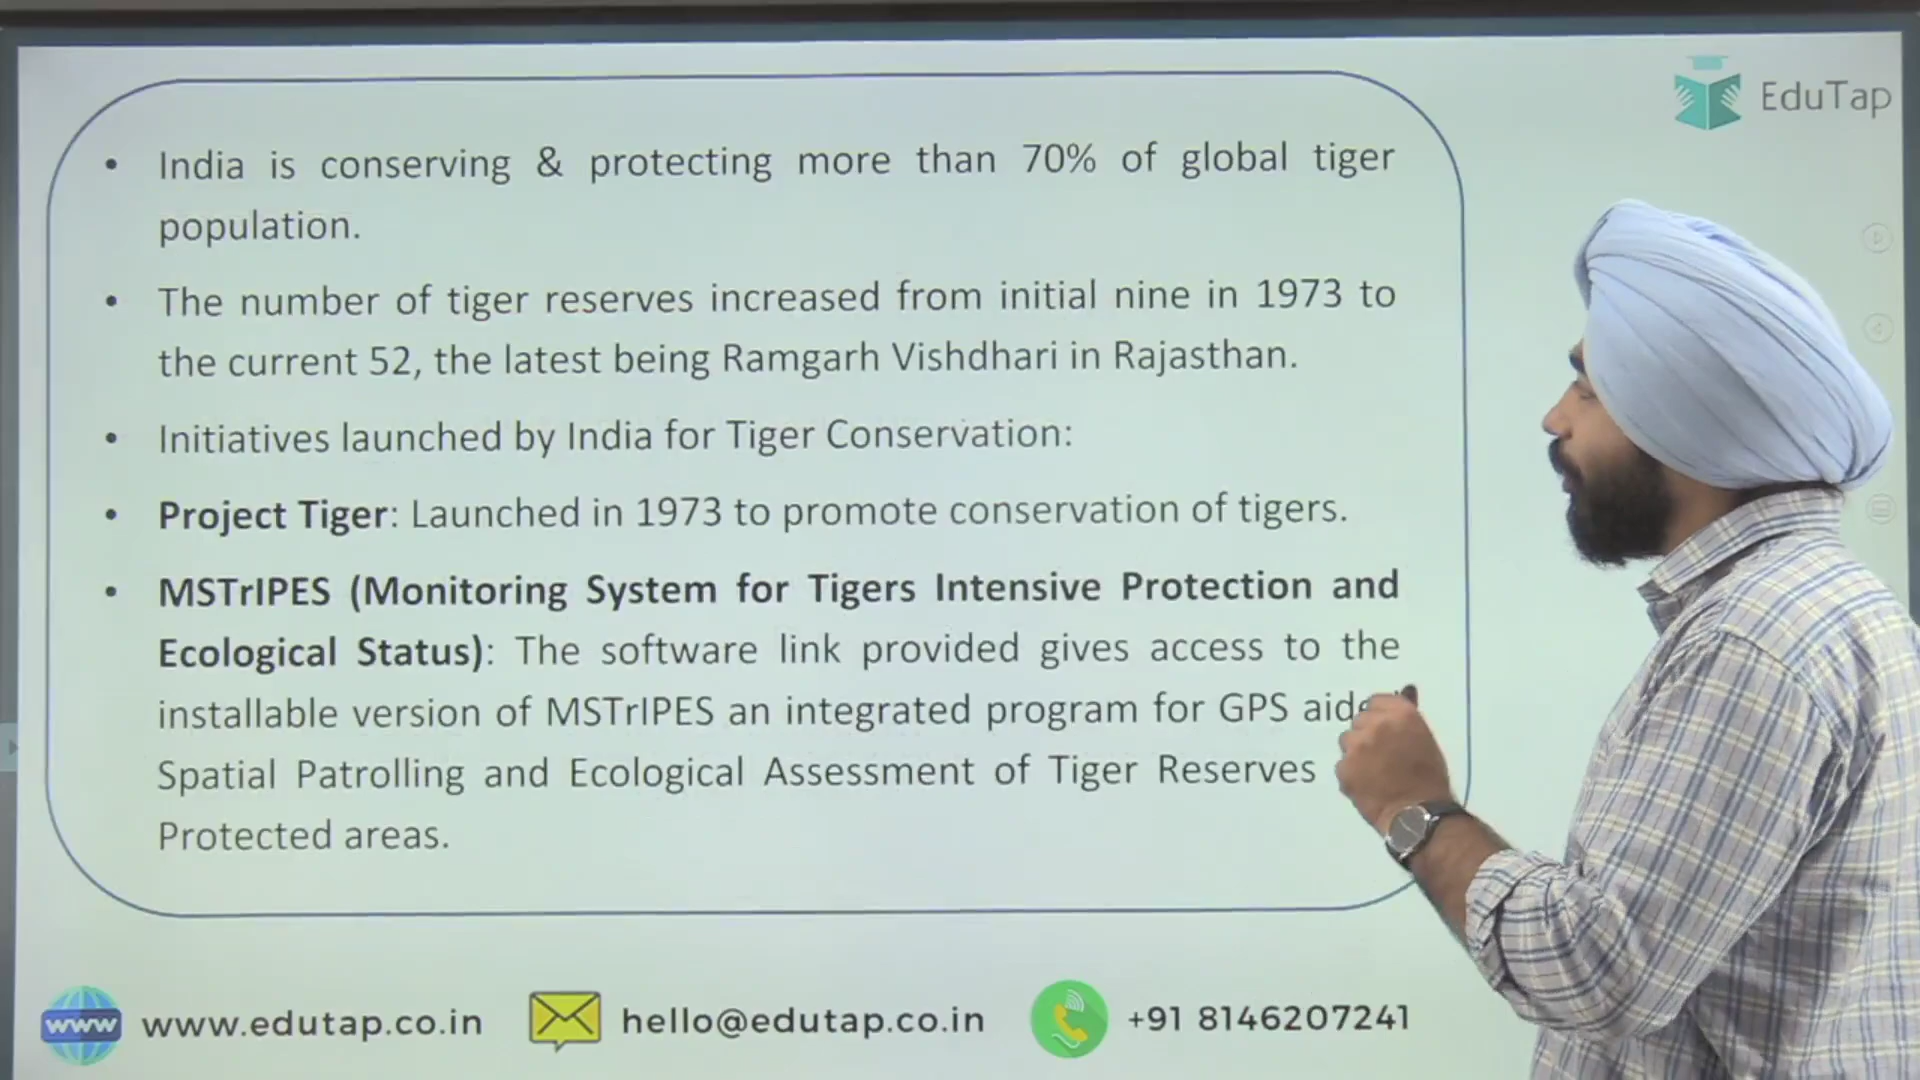 EduTap
• India is conserving & protecting more than 70% of global tiger
population.
• The number of tiger reserves increased from initial nine in 1973 to
the current 52, the latest being Ramgarh Vishdhari in Rajasthan.
• Initiatives launched by India for Tiger Conservation:
• Project Tiger: Launched in 1973 to promote conservation of tigers.
• MSTrIPES (Monitoring System for Tigers Intensive Protection and
Ecological Status): The software link provided gives access to the
installable version of MSTrIPES an integrated program for GPS
Spatial Patrolling and Ecological Assessment of Tiger Reserves
Protected areas.
www www.edutap.co.in hello@edutap.co.in +91 8146207241